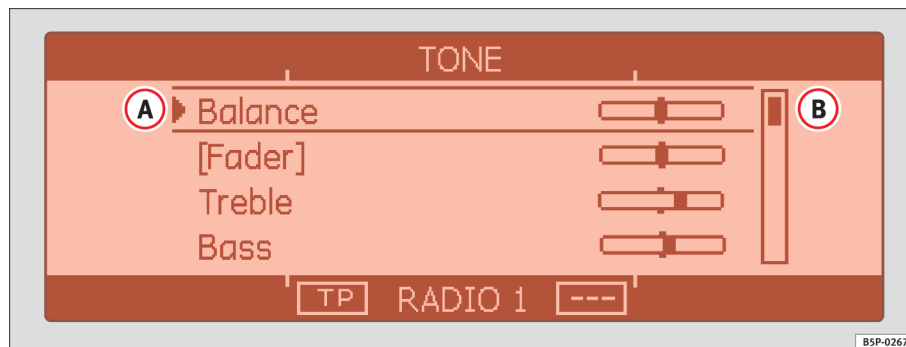 TONE
A Balance B
[Fader]
Treble
Bass
TP RADIO 1 ---
B5P-0267